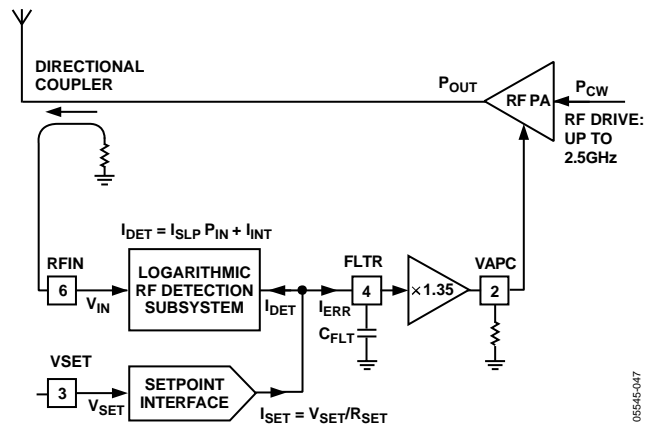 DIRECTIONAL
COUPLER
P_OUT
RF PA
P_CW
RF DRIVE:
UP TO
2.5GHz
I_DET = I_SLP P_IN + I_INT
RFIN
6
V_IN
LOGARITHMIC
RF DETECTION
SUBSYSTEM
I_DET
I_ERR
FLTR
4
×1.35
VAPC
2
C_FLT
VSET
3
V_SET
SETPOINT
INTERFACE
I_SET = V_SET/R_SET
05545-047